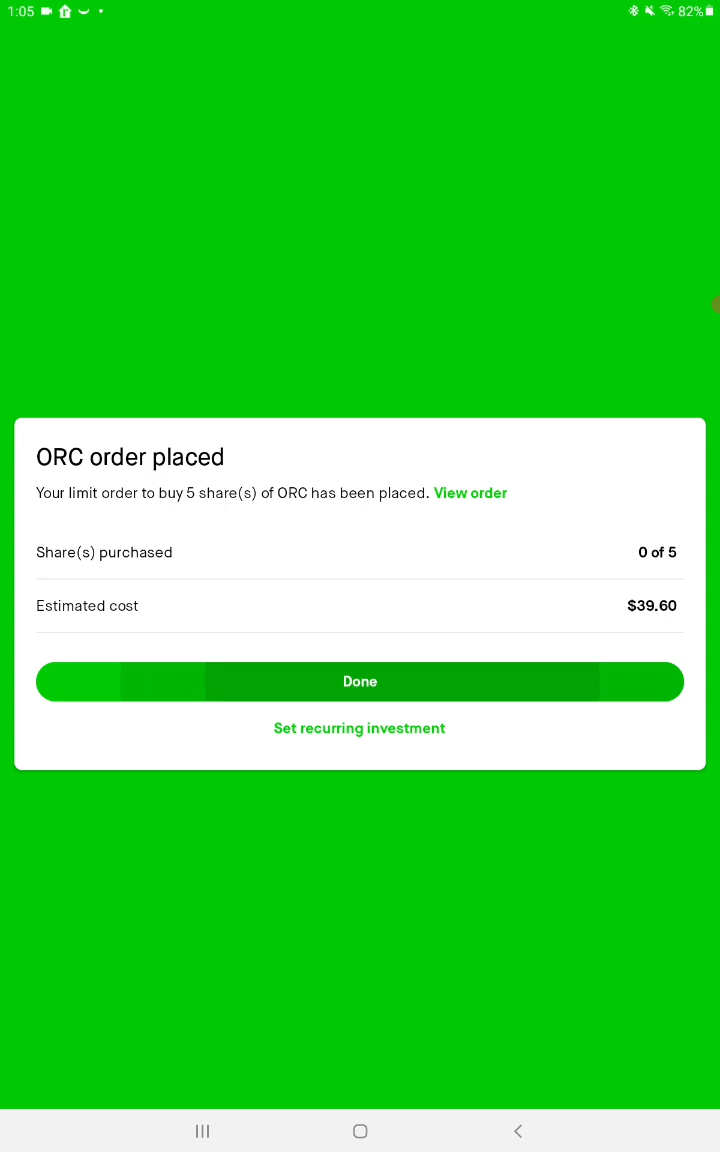 1:05 82%
ORC order placed
Your limit order to buy 5 share(s) of ORC has been placed. View order
Share(s) purchased 0 of 5
Estimated cost $39.60
Done
Set recurring investment